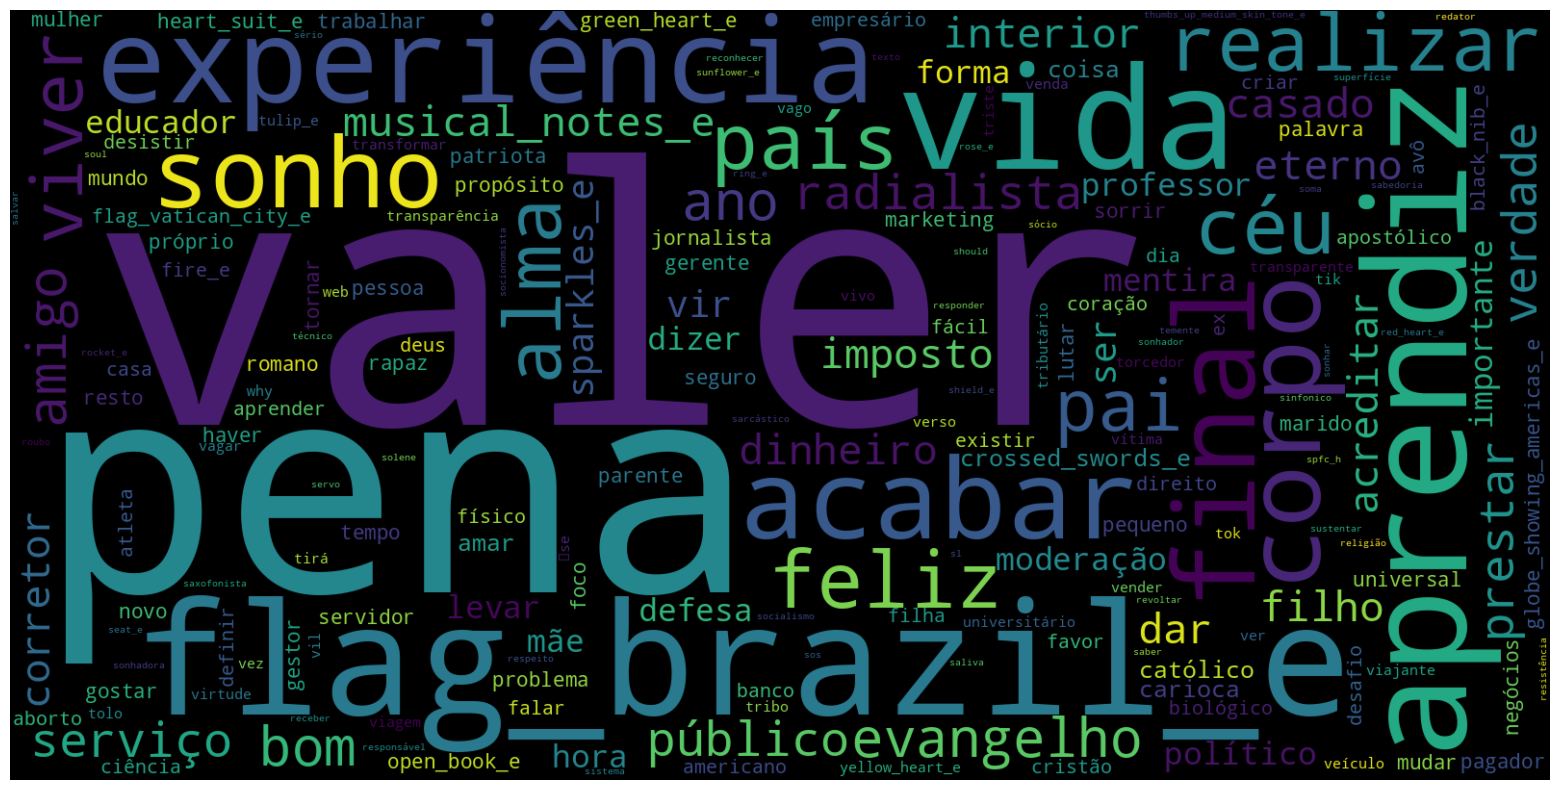 mulher
heart_suit_e
trabalhar
green_heart_e
empresário
thumbs_up_medium_skin_tone_e
redator
sério
experiência
interior
realizar
reconhecer
texto
sunflower_e
forma
coisa
superfície
venda
criar
casado
triste
vida
viver
educador
tulip_e
musical_notes_e
vago
país
palavra
black_nib_e
desistir
transformar
soul
sonho
patriota
eterno
avô
mundo
propósito
rose_e
professor
sabedoria
ring_e
ano
radialista
soma
verdade
salvar
flag_vatican_city_e
transparência
marketing
sorrir
céu
apostólico
próprio
jornalista
sócio
aprendiz
alma
sparkles_e
gerente
should
dia
fire_e
socionomista
mentira
transparente
tik
importante
tornar
web
pessoa
vir
vivo
responder
coração
ex
red_heart_e
valer
rocket_e
técnico
dizer
fácil
ser
temente
deus
imposto
tributário
lutar
sonhador
sonhar
casa
romano
rapaz
torcedor
acreditar
globe_showing_americas_e
amigo
resto
why
seguro
shield_e
pai
sinfonico
aprender
sarcástico
verso
final
corpo
marido
roubo
haver
vagar
dinheiro
existir
vítima
pena
solene
parente
crossed_swords_e
spfc_h
servo
acabar
direito
prestar
atleta
físico
pequeno
tempo
amar
tok
sustentar
corretor
tirá
se
sl
religião
feliz
moderação
saxofonista
foco
vender
universal
revoltar
novo
servidor
levar
defesa
filha
universitário
filho
seat_e
socialismo
dar
definir
gestor
vil
mãe
favor
ver
flag_brazil_e
sonhadora
vez
respeito
sos
saber
negócios
gostar
virtude
problema
saliva
católico
viajante
resistência
banco
carioca
desafio
aborto
tolo
receber
falar
tribo
biológico
serviço
bom
viagem
público
evangelho
político
responsável
hora
mudar
ciência
open_book_e
sistema
americano
yellow_heart_e
cristão
veículo
pagador